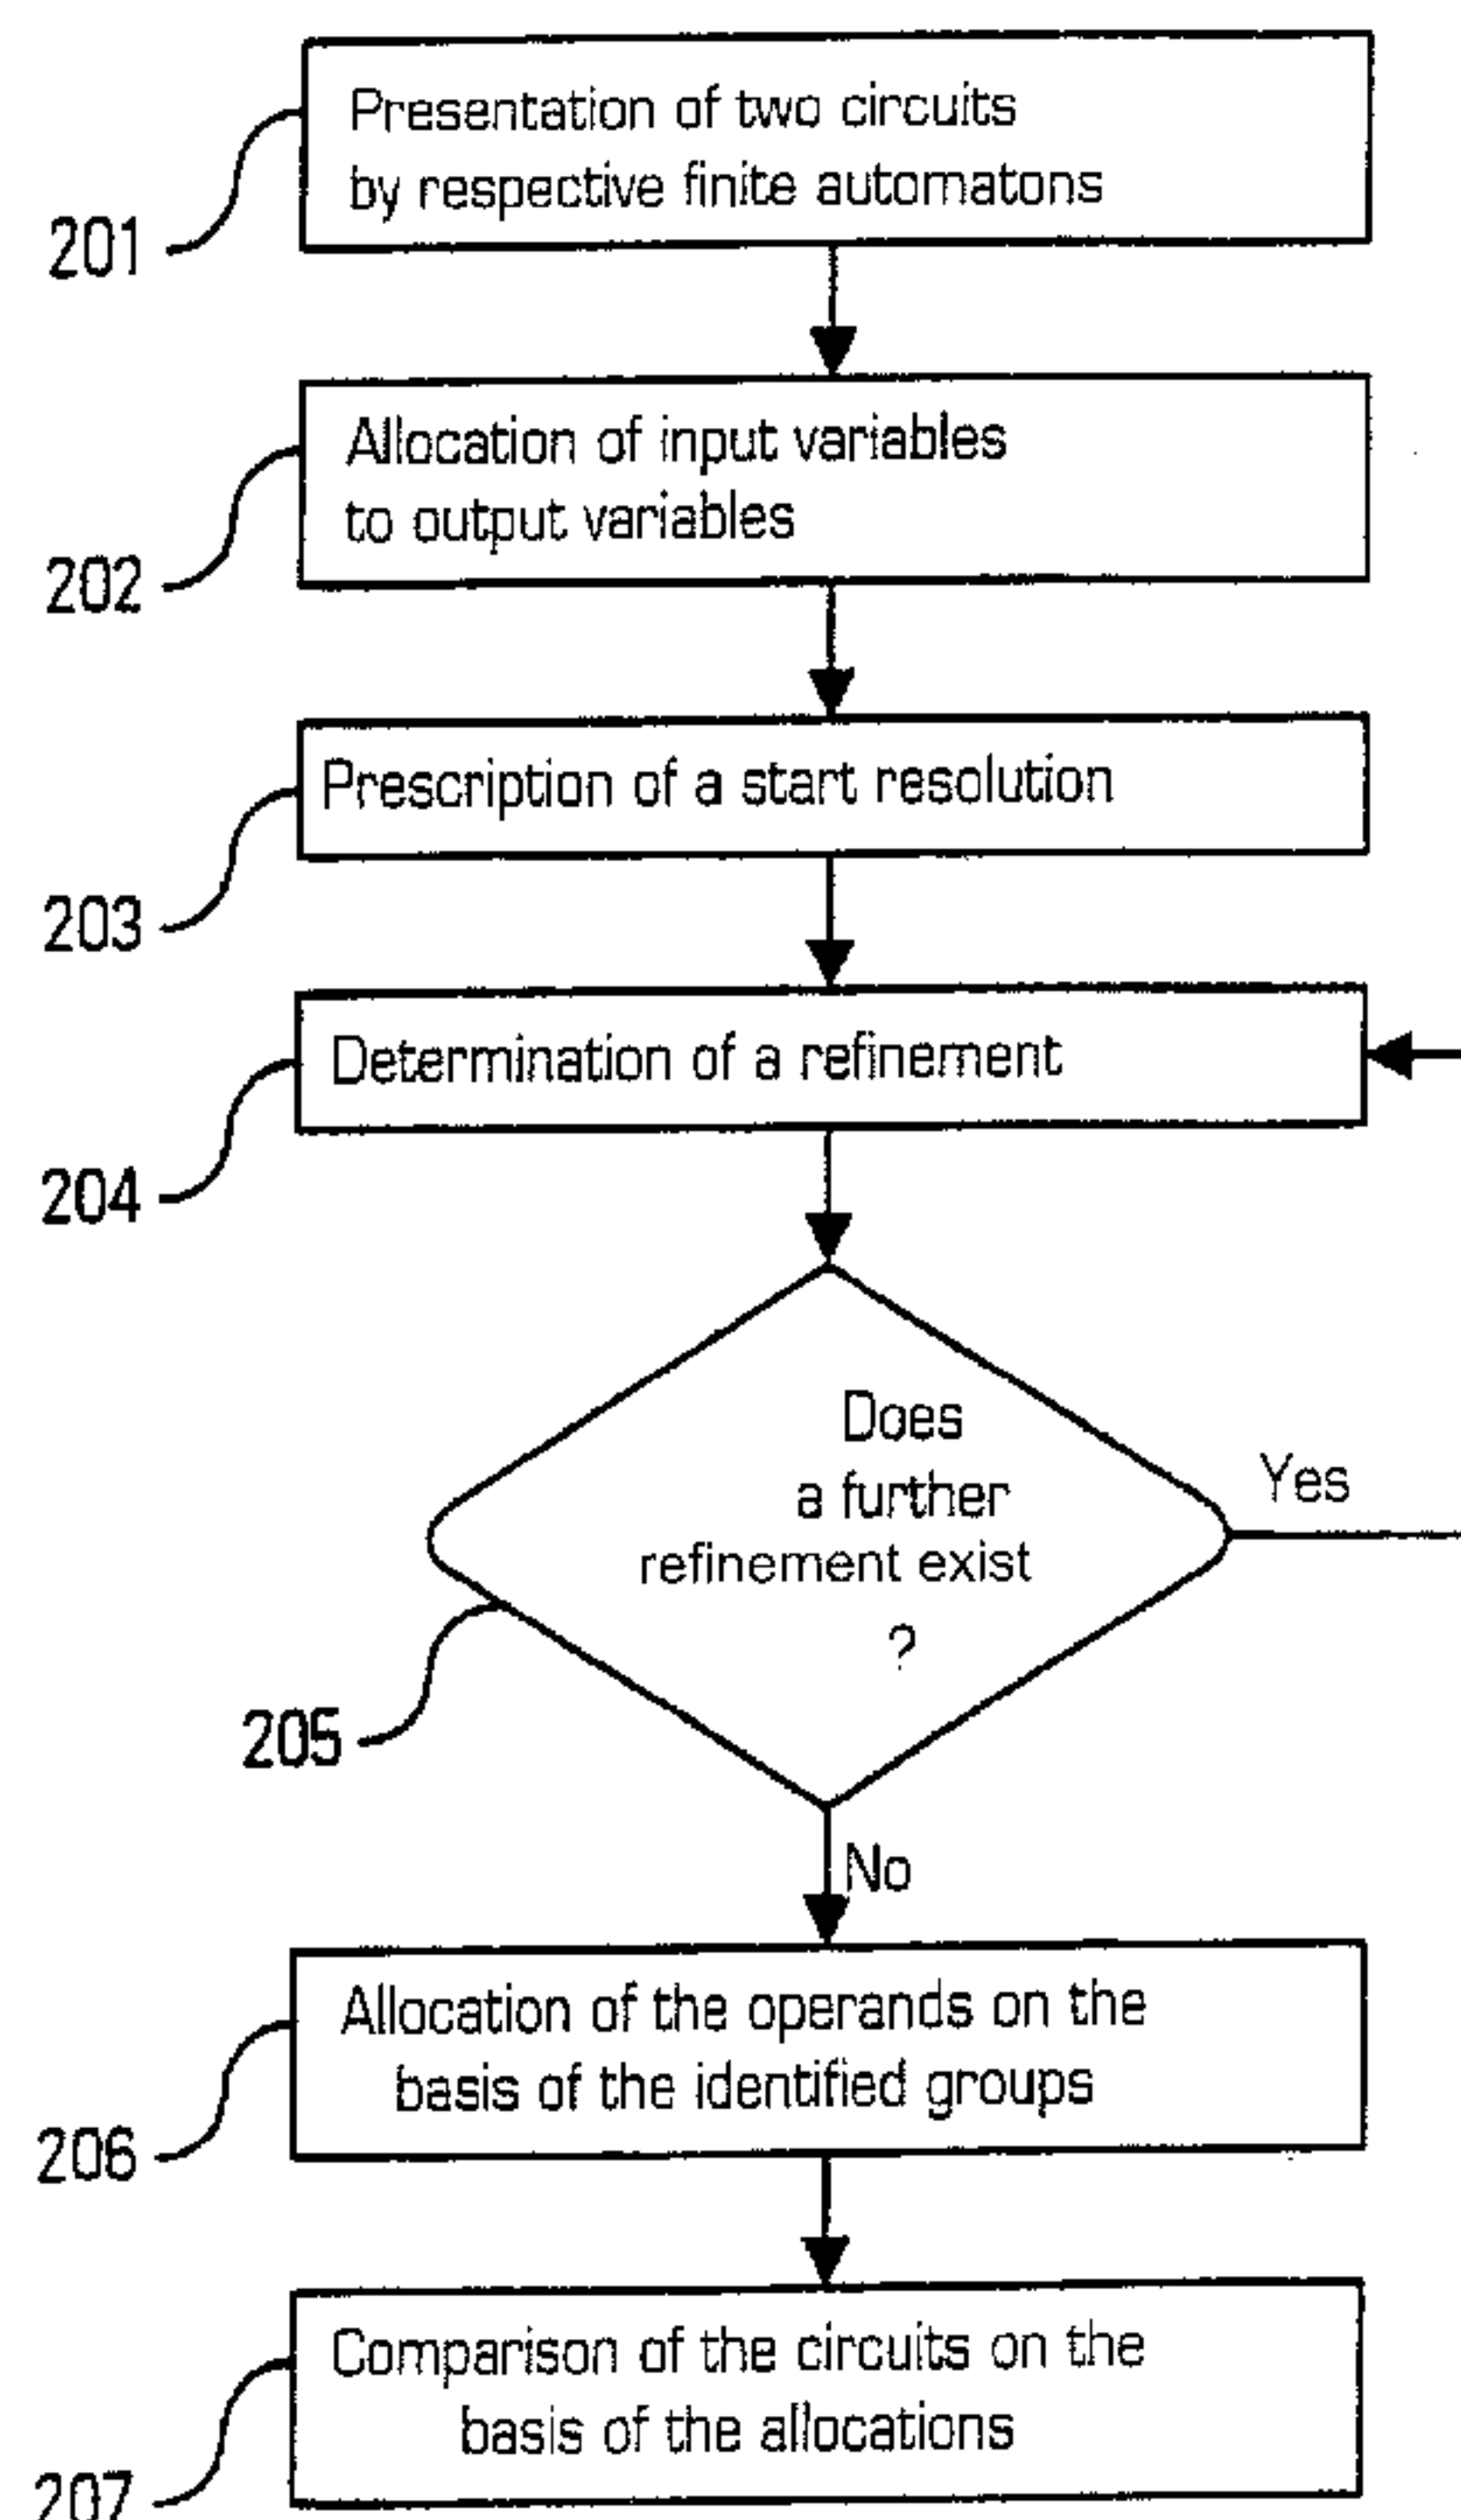 Presentation of two circuits
by respective finite automatons
201
Allocation of input variables
to output variables
202
Prescription of a start resolution
203
Determination of a refinement
204
Does
a further
refinement exist
?
Yes
205
No
Allocation of the operands on the
basis of the identified groups
206
Comparison of the circuits on the
basis of the allocations
207